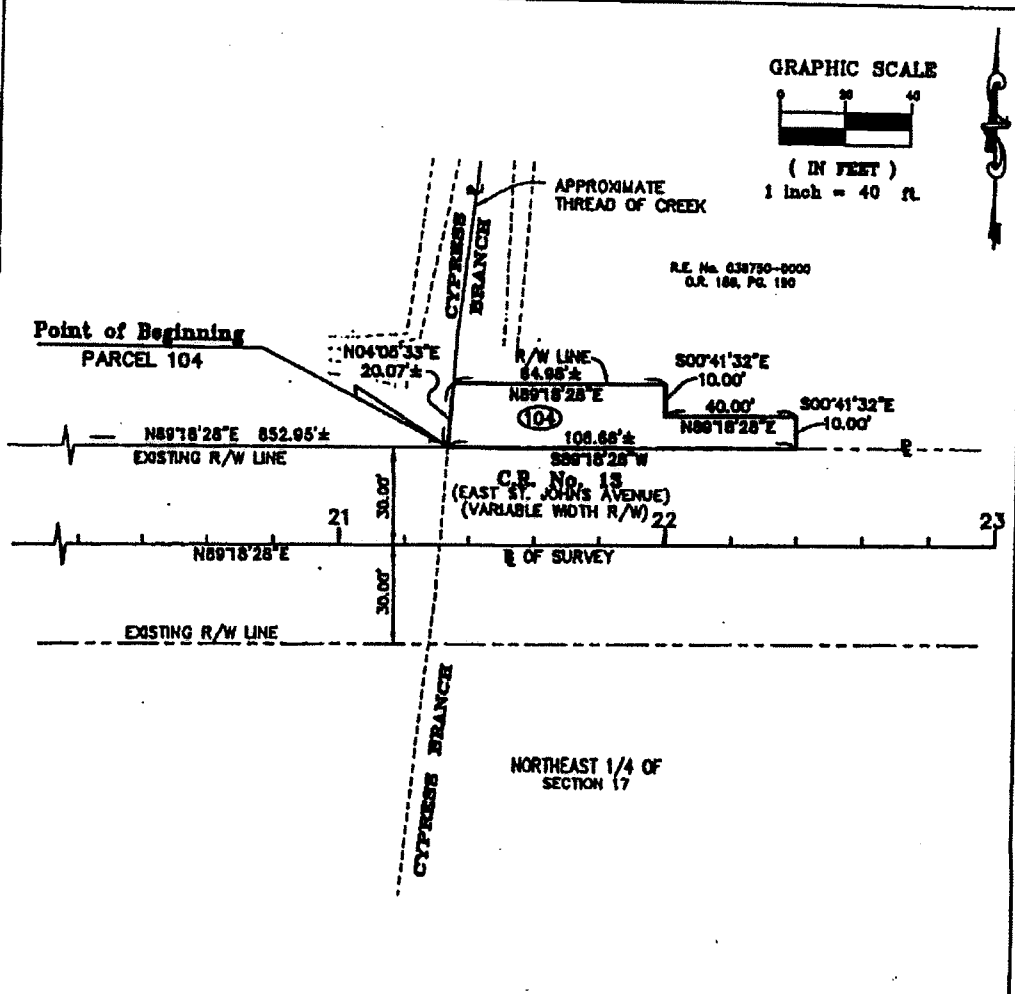 GRAPHIC SCALE
0 20 40
( IN FEET )
1 inch = 40 ft.
APPROXIMATE
THREAD OF CREEK
CYPRESS
BRANCH
R.E. No. 038750-0000
O.R. 188, PG. 190
Point of Beginning
PARCEL 104
N04°05'33"E
20.07'±
R/W LINE
64.98'±
N89°18'28"E
S00°41'32"E
10.00'
40.00'
N89°18'28"E
S00°41'32"E
10.00'
104
N89°18'28"E 852.95'±
EXISTING R/W LINE
106.66'±
S89°18'28"W
C.R. No. 13
(EAST ST. JOHNS AVENUE)
(VARIABLE WIDTH R/W)
30.00'
21
22
23
N89°18'28"E
OF SURVEY
30.00'
EXISTING R/W LINE
CYPRESS BRANCH
NORTHEAST 1/4 OF
SECTION 17